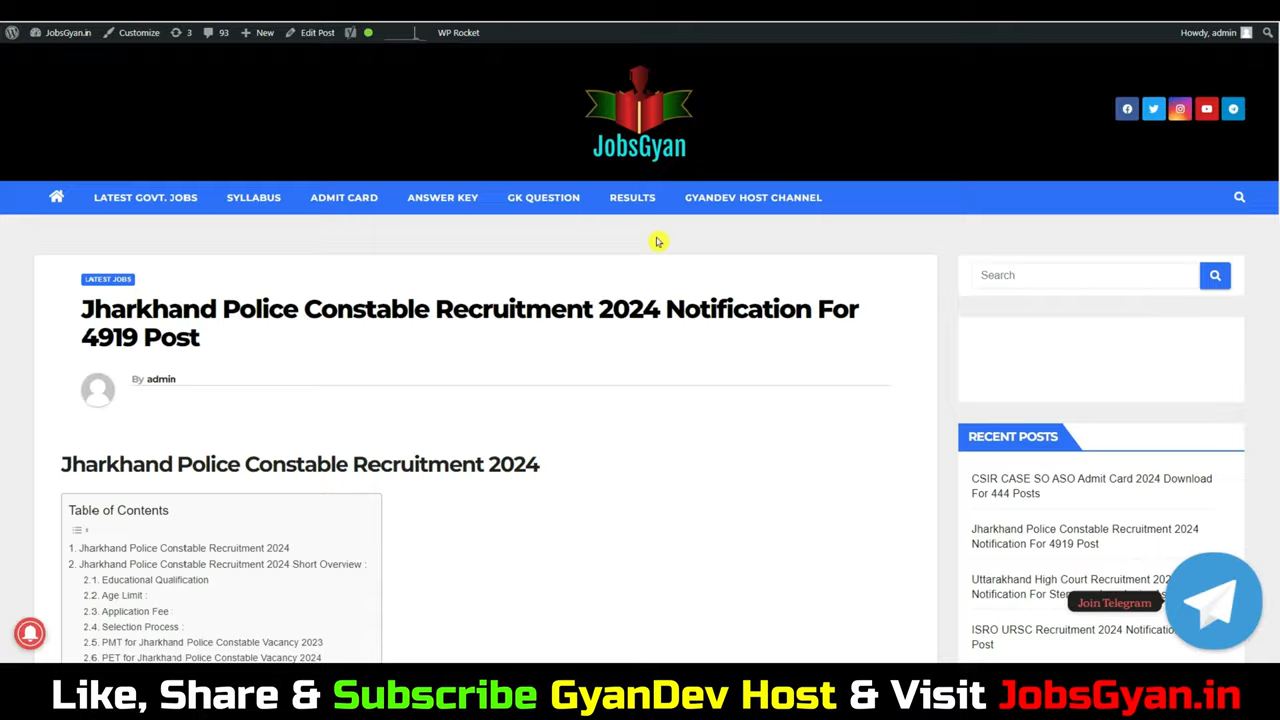 JobsGyan.in Customize 3 93 New Edit Post WP Rocket Howdy, admin
JobsGyan
LATEST GOVT. JOBS SYLLABUS ADMIT CARD ANSWER KEY GK QUESTION RESULTS GYANDEV HOST CHANNEL
LATEST JOBS
Jharkhand Police Constable Recruitment 2024 Notification For
4919 Post
By admin
Jharkhand Police Constable Recruitment 2024
Table of Contents
1. Jharkhand Police Constable Recruitment 2024
2. Jharkhand Police Constable Recruitment 2024 Short Overview :
2.1. Educational Qualification
2.2. Age Limit :
2.3. Application Fee :
2.4. Selection Process :
2.5. PMT for Jharkhand Police Constable Vacancy 2023
2.6. PET for Jharkhand Police Constable Vacancy 2024
Search
RECENT POSTS
CSIR CASE SO ASO Admit Card 2024 Download
For 444 Posts
Jharkhand Police Constable Recruitment 2024
Notification For 4919 Post
Uttarakhand High Court Recruitment
Notification For
Join Telegram
ISRO URSC Recruitment 2024
Post
Like, Share & Subscribe GyanDev Host & Visit JobsGyan.in